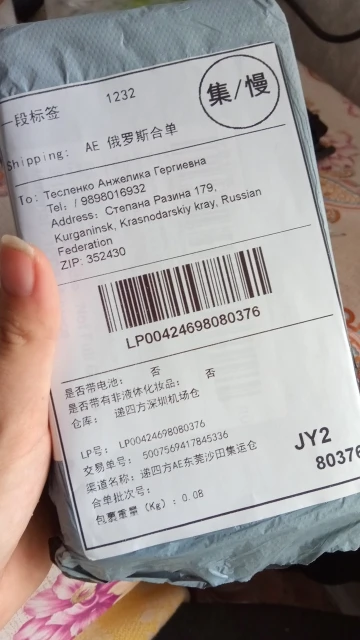 一段标签
1232
集/慢
Shipping: AE 俄罗斯合单
To: Тесленко Анжелика Гергиевна
Tel: / 9898016932
Address: Степана Разина 179,
Kurganinsk, Krasnodarskiy kray, Russian
Federation
ZIP: 352430
LP00424698080376
是否带电池: 否
是否带有非液体化妆品: 否
仓库: 递四方深圳机场仓
LP号: LP00424698080376
交易单号: 5007569417845336
渠道名称: 递四方AE东莞沙田集运仓
合单批次号:
包裹重量 (Kg) : 0.08
JY2
80376